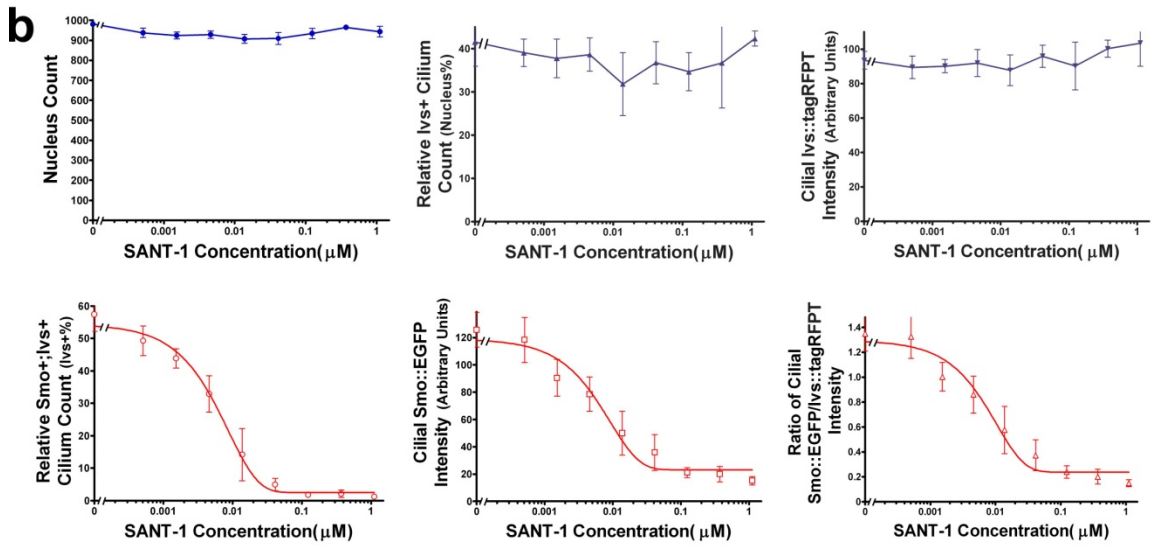 b
Nucleus Count
1000
900
800
700
600
500
400
300
200
100
0
0 0.001 0.01 0.1 1
SANT-1 Concentration(μM)
Relative Ivs+ Cilium
Count (Nucleus%)
40
30
20
10
0
0 0.001 0.01 0.1 1
SANT-1 Concentration(μM)
Cilial Ivs::tagRFPT
Intensity (Arbitrary Units)
100
80
60
40
20
0
0 0.001 0.01 0.1 1
SANT-1 Concentration(μM)
Relative Smo+;Ivs+
Cilium Count (Ivs+%)
60
50
40
30
20
10
0
0 0.001 0.01 0.1 1
SANT-1 Concentration(μM)
Cilial Smo::EGFP
Intensity (Arbitrary Units)
120
100
80
60
40
20
0
0 0.001 0.01 0.1 1
SANT-1 Concentration(μM)
Ratio of Cilial
Smo::EGFP/Ivs::tagRFPT
Intensity
1.4
1.2
1.0
0.8
0.6
0.4
0.2
0.0
0 0.001 0.01 0.1 1
SANT-1 Concentration(μM)